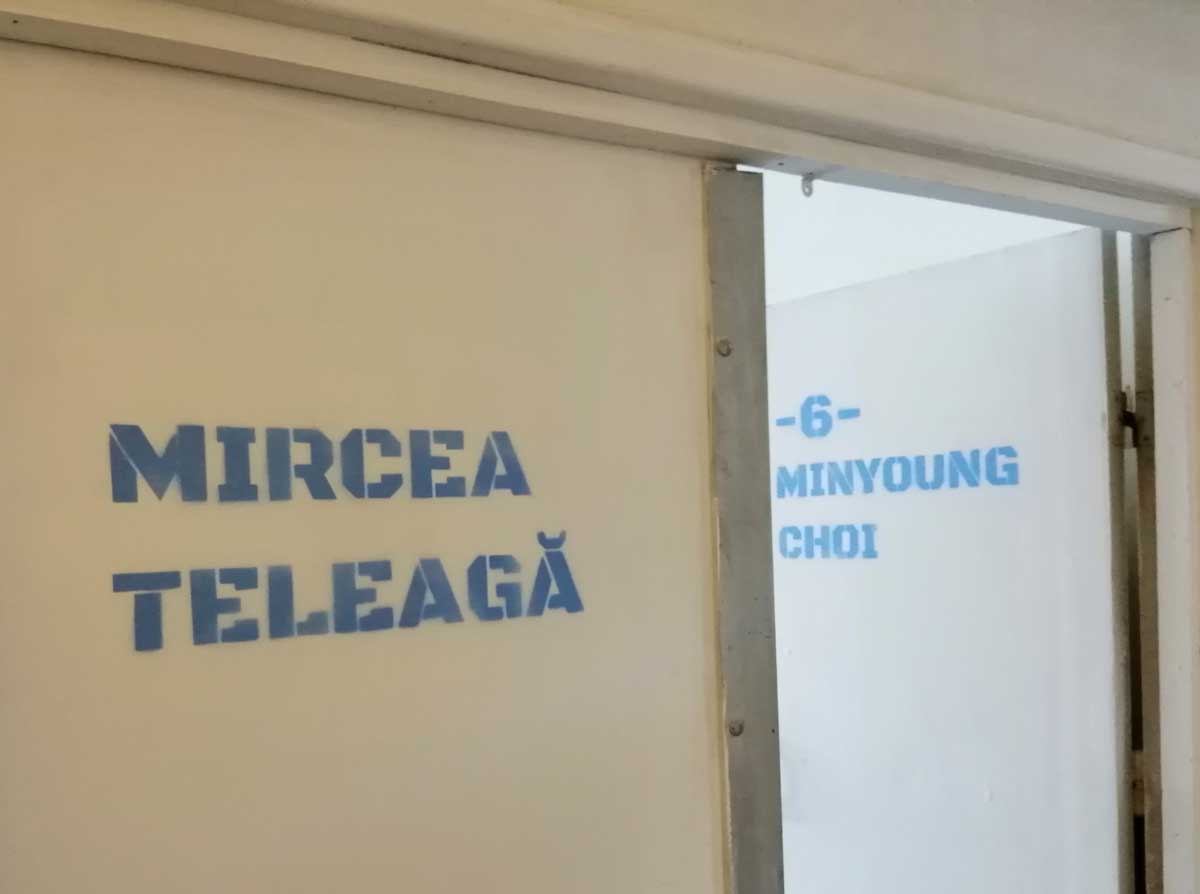 MIRCEA
TELEAGĂ
-6-
MINYOUNG
CHOI